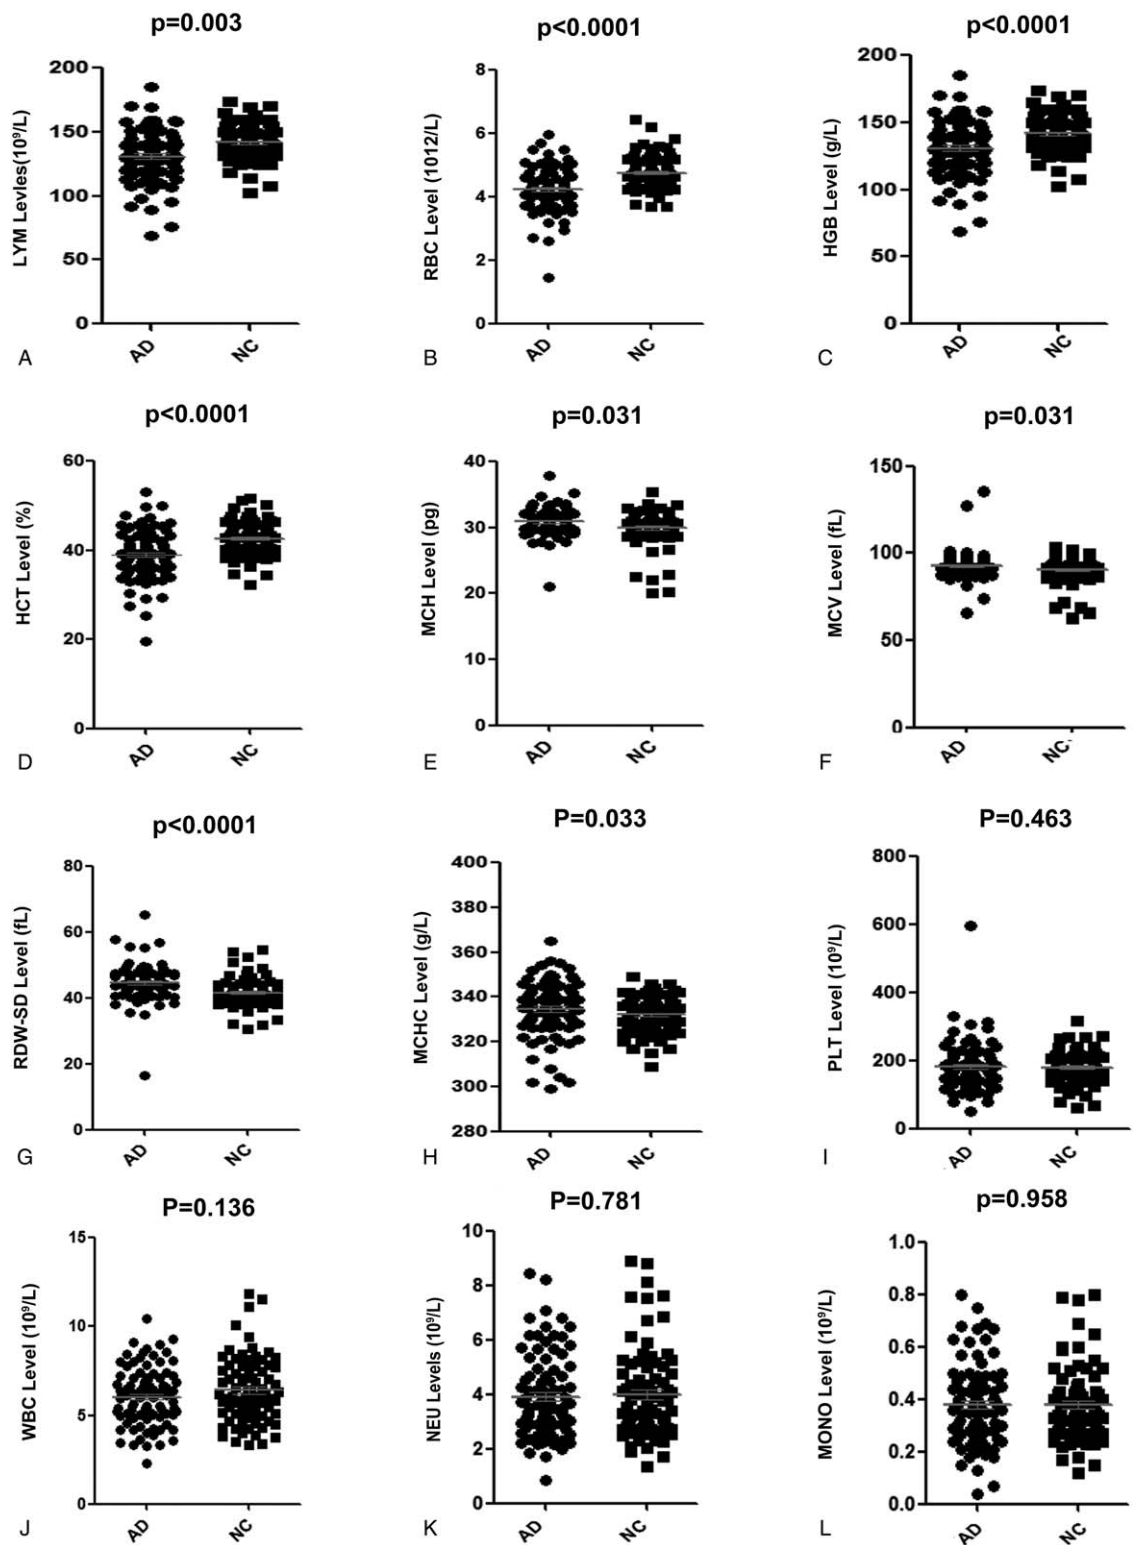 p=0.003
LYM Levles(10⁹/L)
200
150
100
50
0
AD
NC
A
p<0.0001
RBC Level (1012/L)
8
6
4
2
0
AD
NC
B
p<0.0001
HGB Level (g/L)
200
150
100
50
0
AD
NC
C
p<0.0001
HCT Level (%)
60
40
20
0
AD
NC
D
p=0.031
MCH Level (pg)
40
30
20
10
0
AD
NC
E
p=0.031
MCV Level (fL)
150
100
50
0
AD
NC
F
p<0.0001
RDW-SD Level (fL)
80
60
40
20
0
AD
NC
G
P=0.033
MCHC Level (g/L)
400
380
360
340
320
300
280
AD
NC
H
P=0.463
PLT Level (10⁹/L)
800
600
400
200
0
AD
NC
I
P=0.136
WBC Level (10⁹/L)
15
10
5
0
AD
NC
J
P=0.781
NEU Levels (10⁹/L)
10
8
6
4
2
0
AD
NC
K
p=0.958
MONO Level (10⁹/L)
1.0
0.8
0.6
0.4
0.2
0.0
AD
NC
L